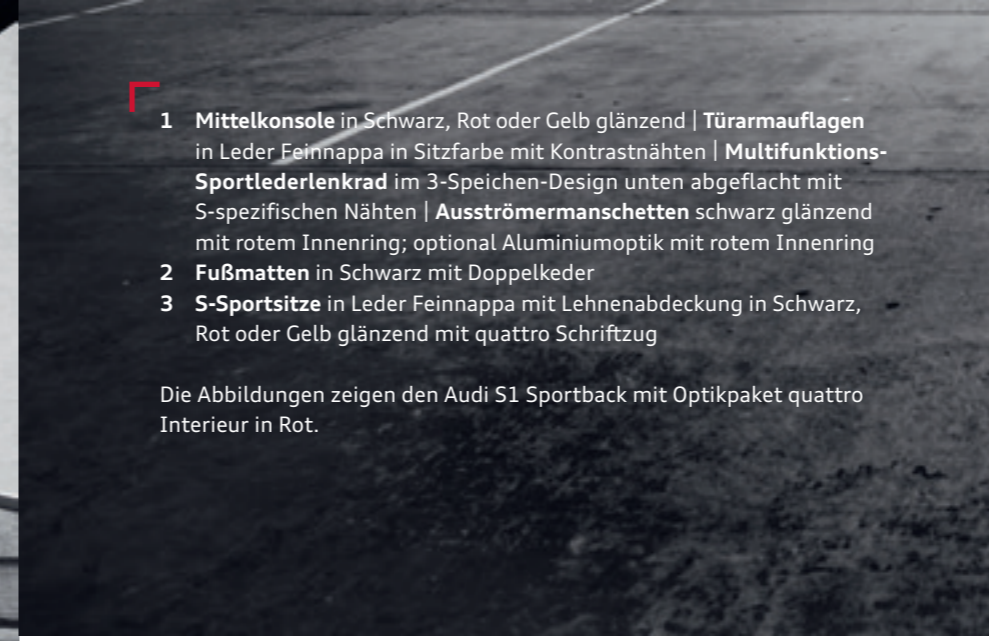 1 Mittelkonsole in Schwarz, Rot oder Gelb glänzend | Türarmauflagen
in Leder Feinnappa in Sitzfarbe mit Kontrastnähten | Multifunktions-
Sportlederlenkrad im 3-Speichen-Design unten abgeflacht mit
S-spezifischen Nähten | Ausströmermanschetten schwarz glänzend
mit rotem Innenring; optional Aluminiumoptik mit rotem Innenring
2 Fußmatten in Schwarz mit Doppelkeder
3 S-Sportsitze in Leder Feinnappa mit Lehnenabdeckung in Schwarz,
Rot oder Gelb glänzend mit quattro Schriftzug
Die Abbildungen zeigen den Audi S1 Sportback mit Optikpaket quattro
Interieur in Rot.